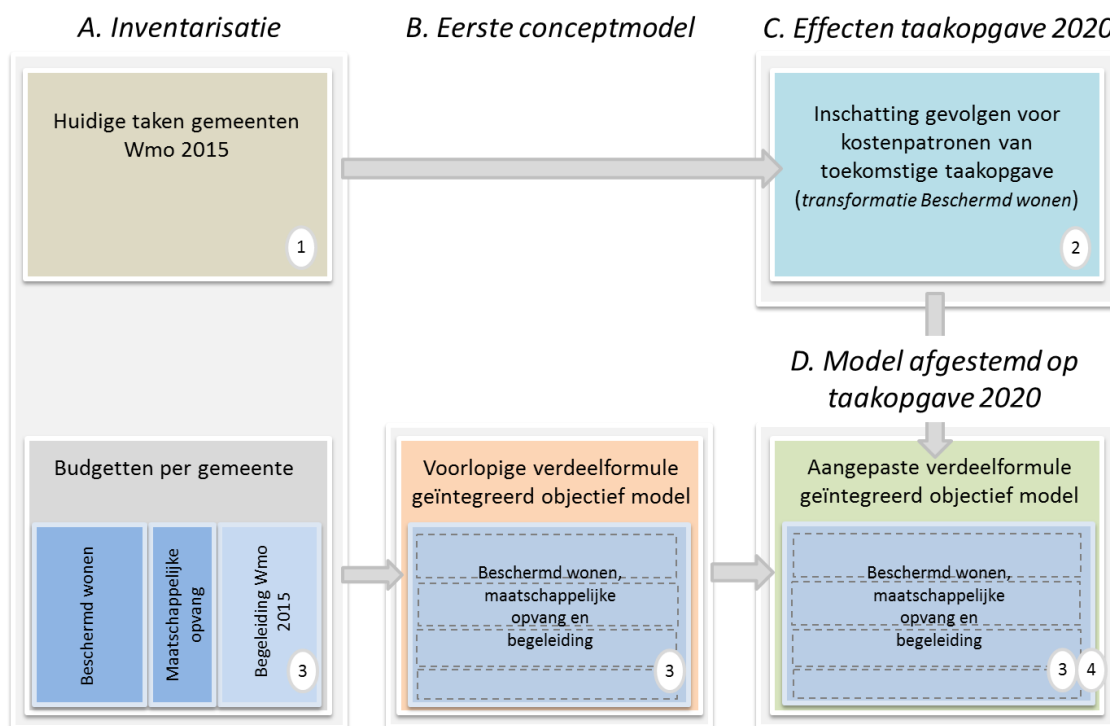 A. Inventarisatie
B. Eerste conceptmodel
C. Effecten taakopgave 2020
Huidige taken gemeenten
Wmo 2015
1
Inschatting gevolgen voor
kostenpatronen van
toekomstige taakopgave
(transformatie Beschermd wonen)
2
D. Model afgestemd op
taakopgave 2020
Budgetten per gemeente
Beschermd wonen
Maatschappelijke
opvang
Begeleiding Wmo
2015
3
Voorlopige verdeelformule
geïntegreerd objectief model
Beschermd wonen,
maatschappelijke
opvang en
begeleiding
3
Aangepaste verdeelformule
geïntegreerd objectief model
Beschermd wonen,
maatschappelijke
opvang en
begeleiding
3 4